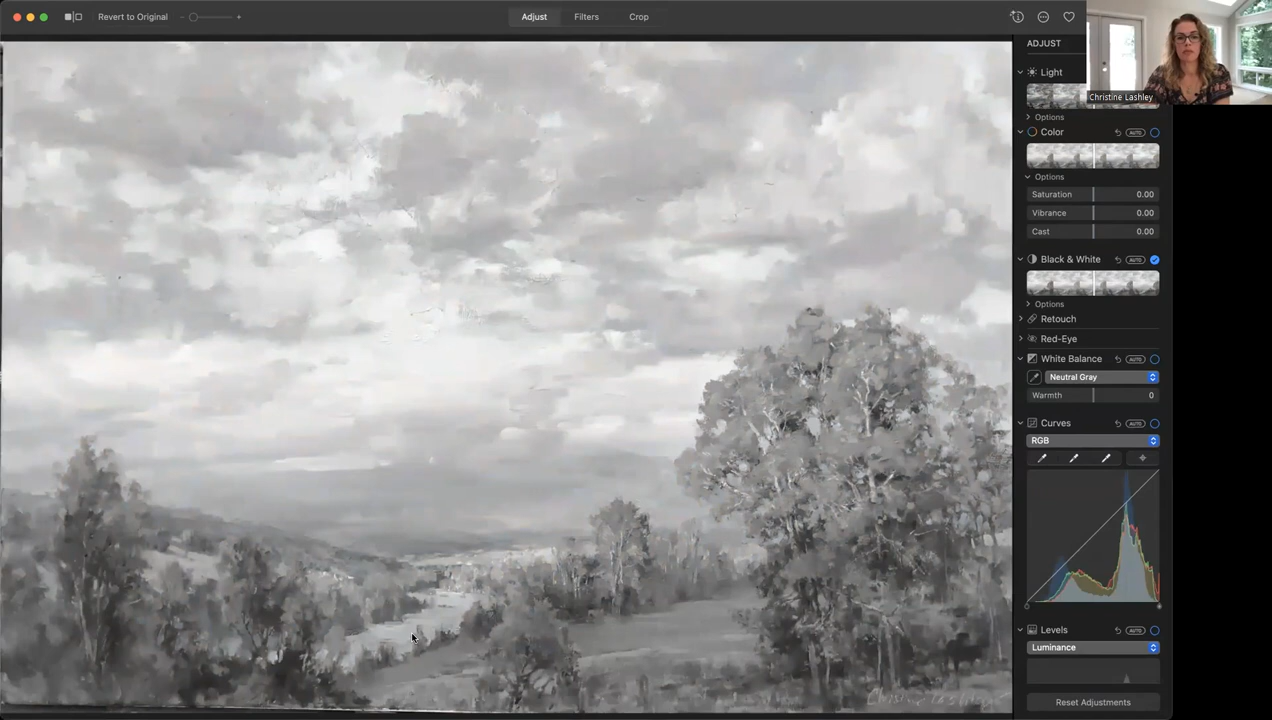 Revert to Original - +
Adjust Filters Crop
ADJUST
Christine Lashley
Light
Options
Color AUTO
Options
Saturation 0.00
Vibrance 0.00
Cast 0.00
Black & White AUTO
Options
Retouch
Red-Eye
White Balance AUTO
Neutral Gray
Warmth 0
Curves AUTO
RGB
Levels AUTO
Luminance
Reset Adjustments
Christine Lashley